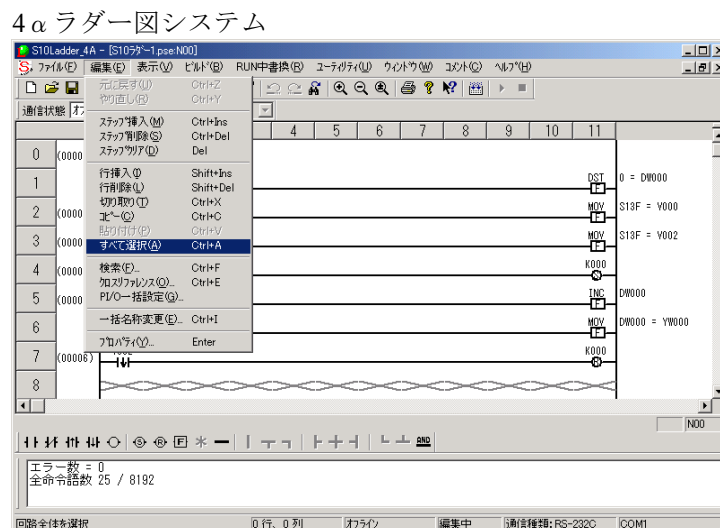 4αラダー図システム
S10Ladder_4A - [S10ﾗﾀﾞ~1.pse:N00]
ﾌｧｲﾙ(F) 編集(E) 表示(V) ﾋﾞﾙﾄﾞ(B) RUN中書換(R) ﾕｰﾃｨﾘﾃｨ(U) ｳｨﾝﾄﾞｳ(W) ｺﾒﾝﾄ(C) ﾍﾙﾌﾟ(H)
元に戻す(U) Ctrl+Z
やり直し(R) Ctrl+Y
通信状態
ｽﾃｯﾌﾟ挿入(M) Ctrl+Ins
ｽﾃｯﾌﾟ削除(S) Ctrl+Del
ｽﾃｯﾌﾟｸﾘｱ(D) Del
行挿入(I) Shift+Ins
行削除(L) Shift+Del
切り取り(T) Ctrl+X
ｺﾋﾟｰ(C) Ctrl+C
貼り付け(P) Ctrl+V
すべて選択(A) Ctrl+A
検索(F)... Ctrl+F
ｸﾛｽﾘﾌｧﾚﾝｽ(O)... Ctrl+E
PI/O一括設定(G)...
一括名称変更(E)... Ctrl+I
ﾌﾟﾛﾊﾟﾃｨ(Y)... Enter
4 5 6 7 8 9 10 11
0 (0000
1 DST F 0 = DW000
2 (0000 MOV F S13F = Y000
3 (0000 MOV F S13F = Y002
4 (0000 K000 S
5 (0000 INC F DW000
6 MOV F DW000 = YW000
7 (00006) K000 R
8
N00
S R F AND
エラー数 = 0
全命令語数 25 / 8192
回路全体を選択 0 行、0 列 ｵﾌﾗｲﾝ 編集中 通信種類: RS-232C COM1